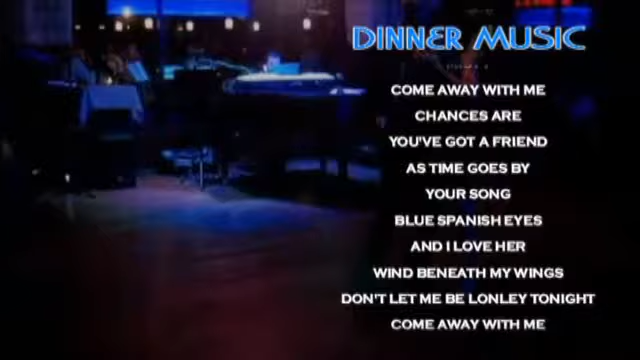 DINNER MUSIC
COME AWAY WITH ME
CHANCES ARE
YOU'VE GOT A FRIEND
AS TIME GOES BY
YOUR SONG
BLUE SPANISH EYES
AND I LOVE HER
WIND BENEATH MY WINGS
DON'T LET ME BE LONLEY TONIGHT
COME AWAY WITH ME